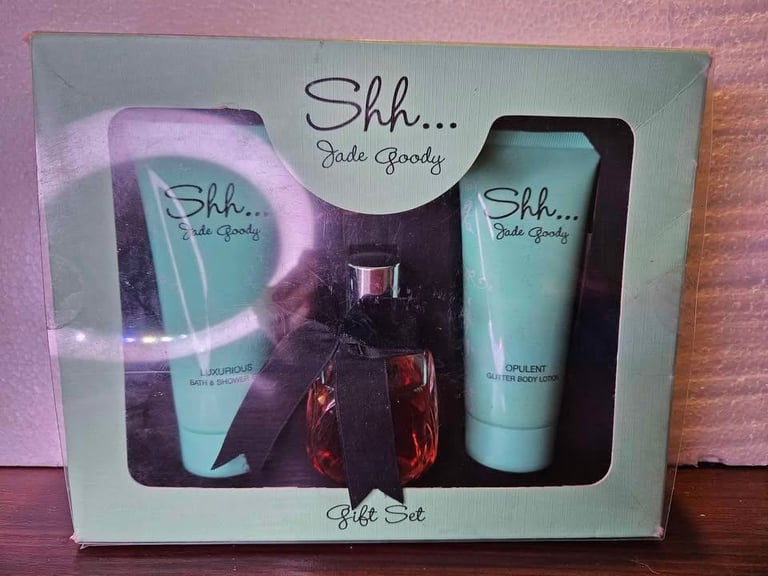 Shh...
Jade Goody
Shh...
Jade Goody
LUXURIOUS
BATH & SHOWER
Shh...
Jade Goody
OPULENT
GLITTER BODY LOTION
Gift Set